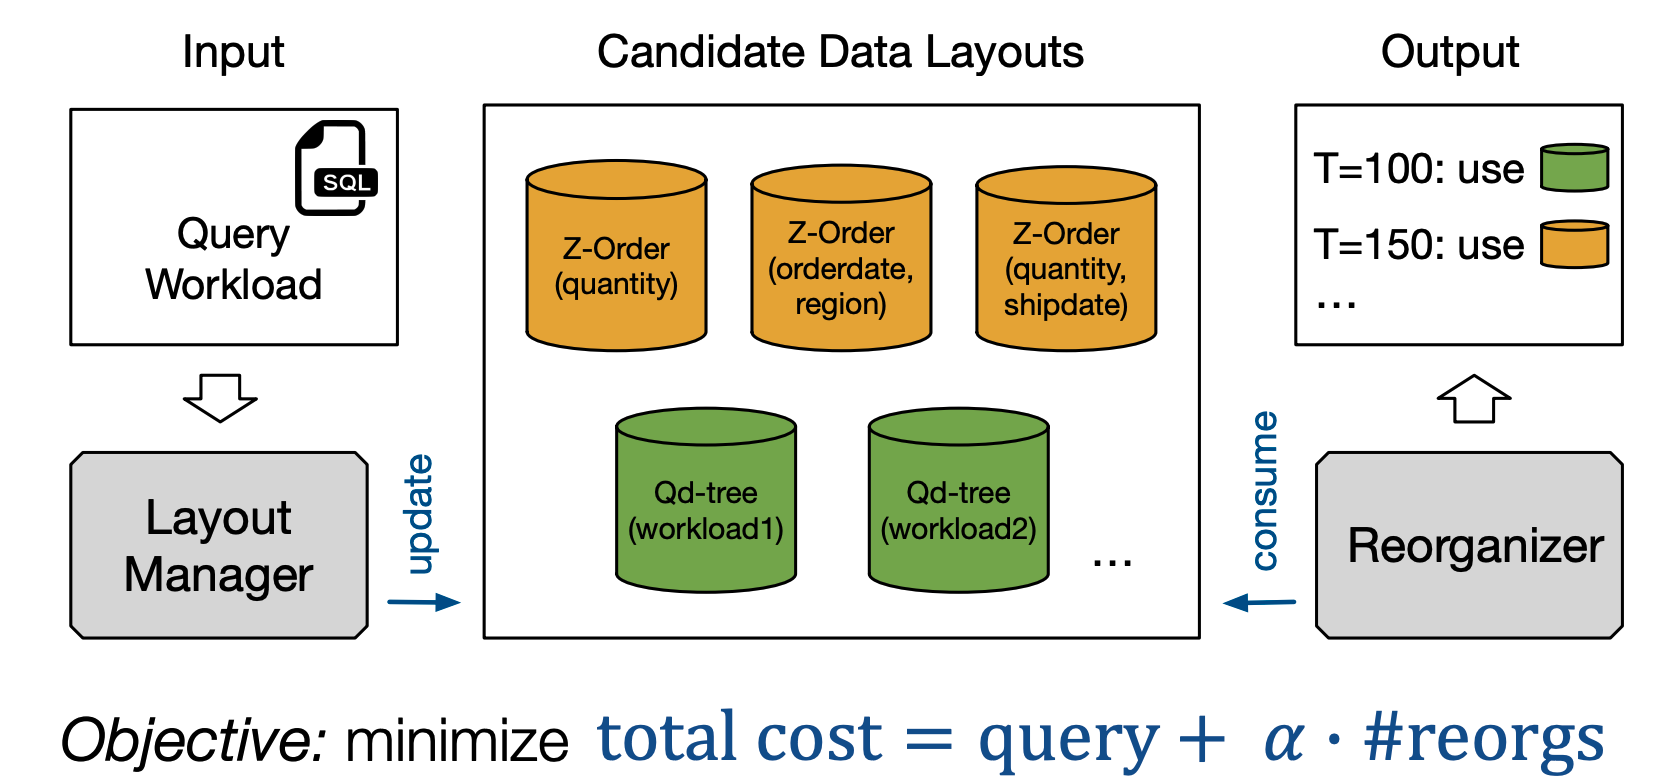 Input
Candidate Data Layouts
Output
SQL
Query
Workload
Z-Order
(quantity)
Z-Order
(orderdate,
region)
Z-Order
(quantity,
shipdate)
T=100: use
T=150: use
...
Layout
Manager
update
Qd-tree
(workload1)
Qd-tree
(workload2)
...
consume
Reorganizer
Objective: minimize total cost = query + α · #reorgs